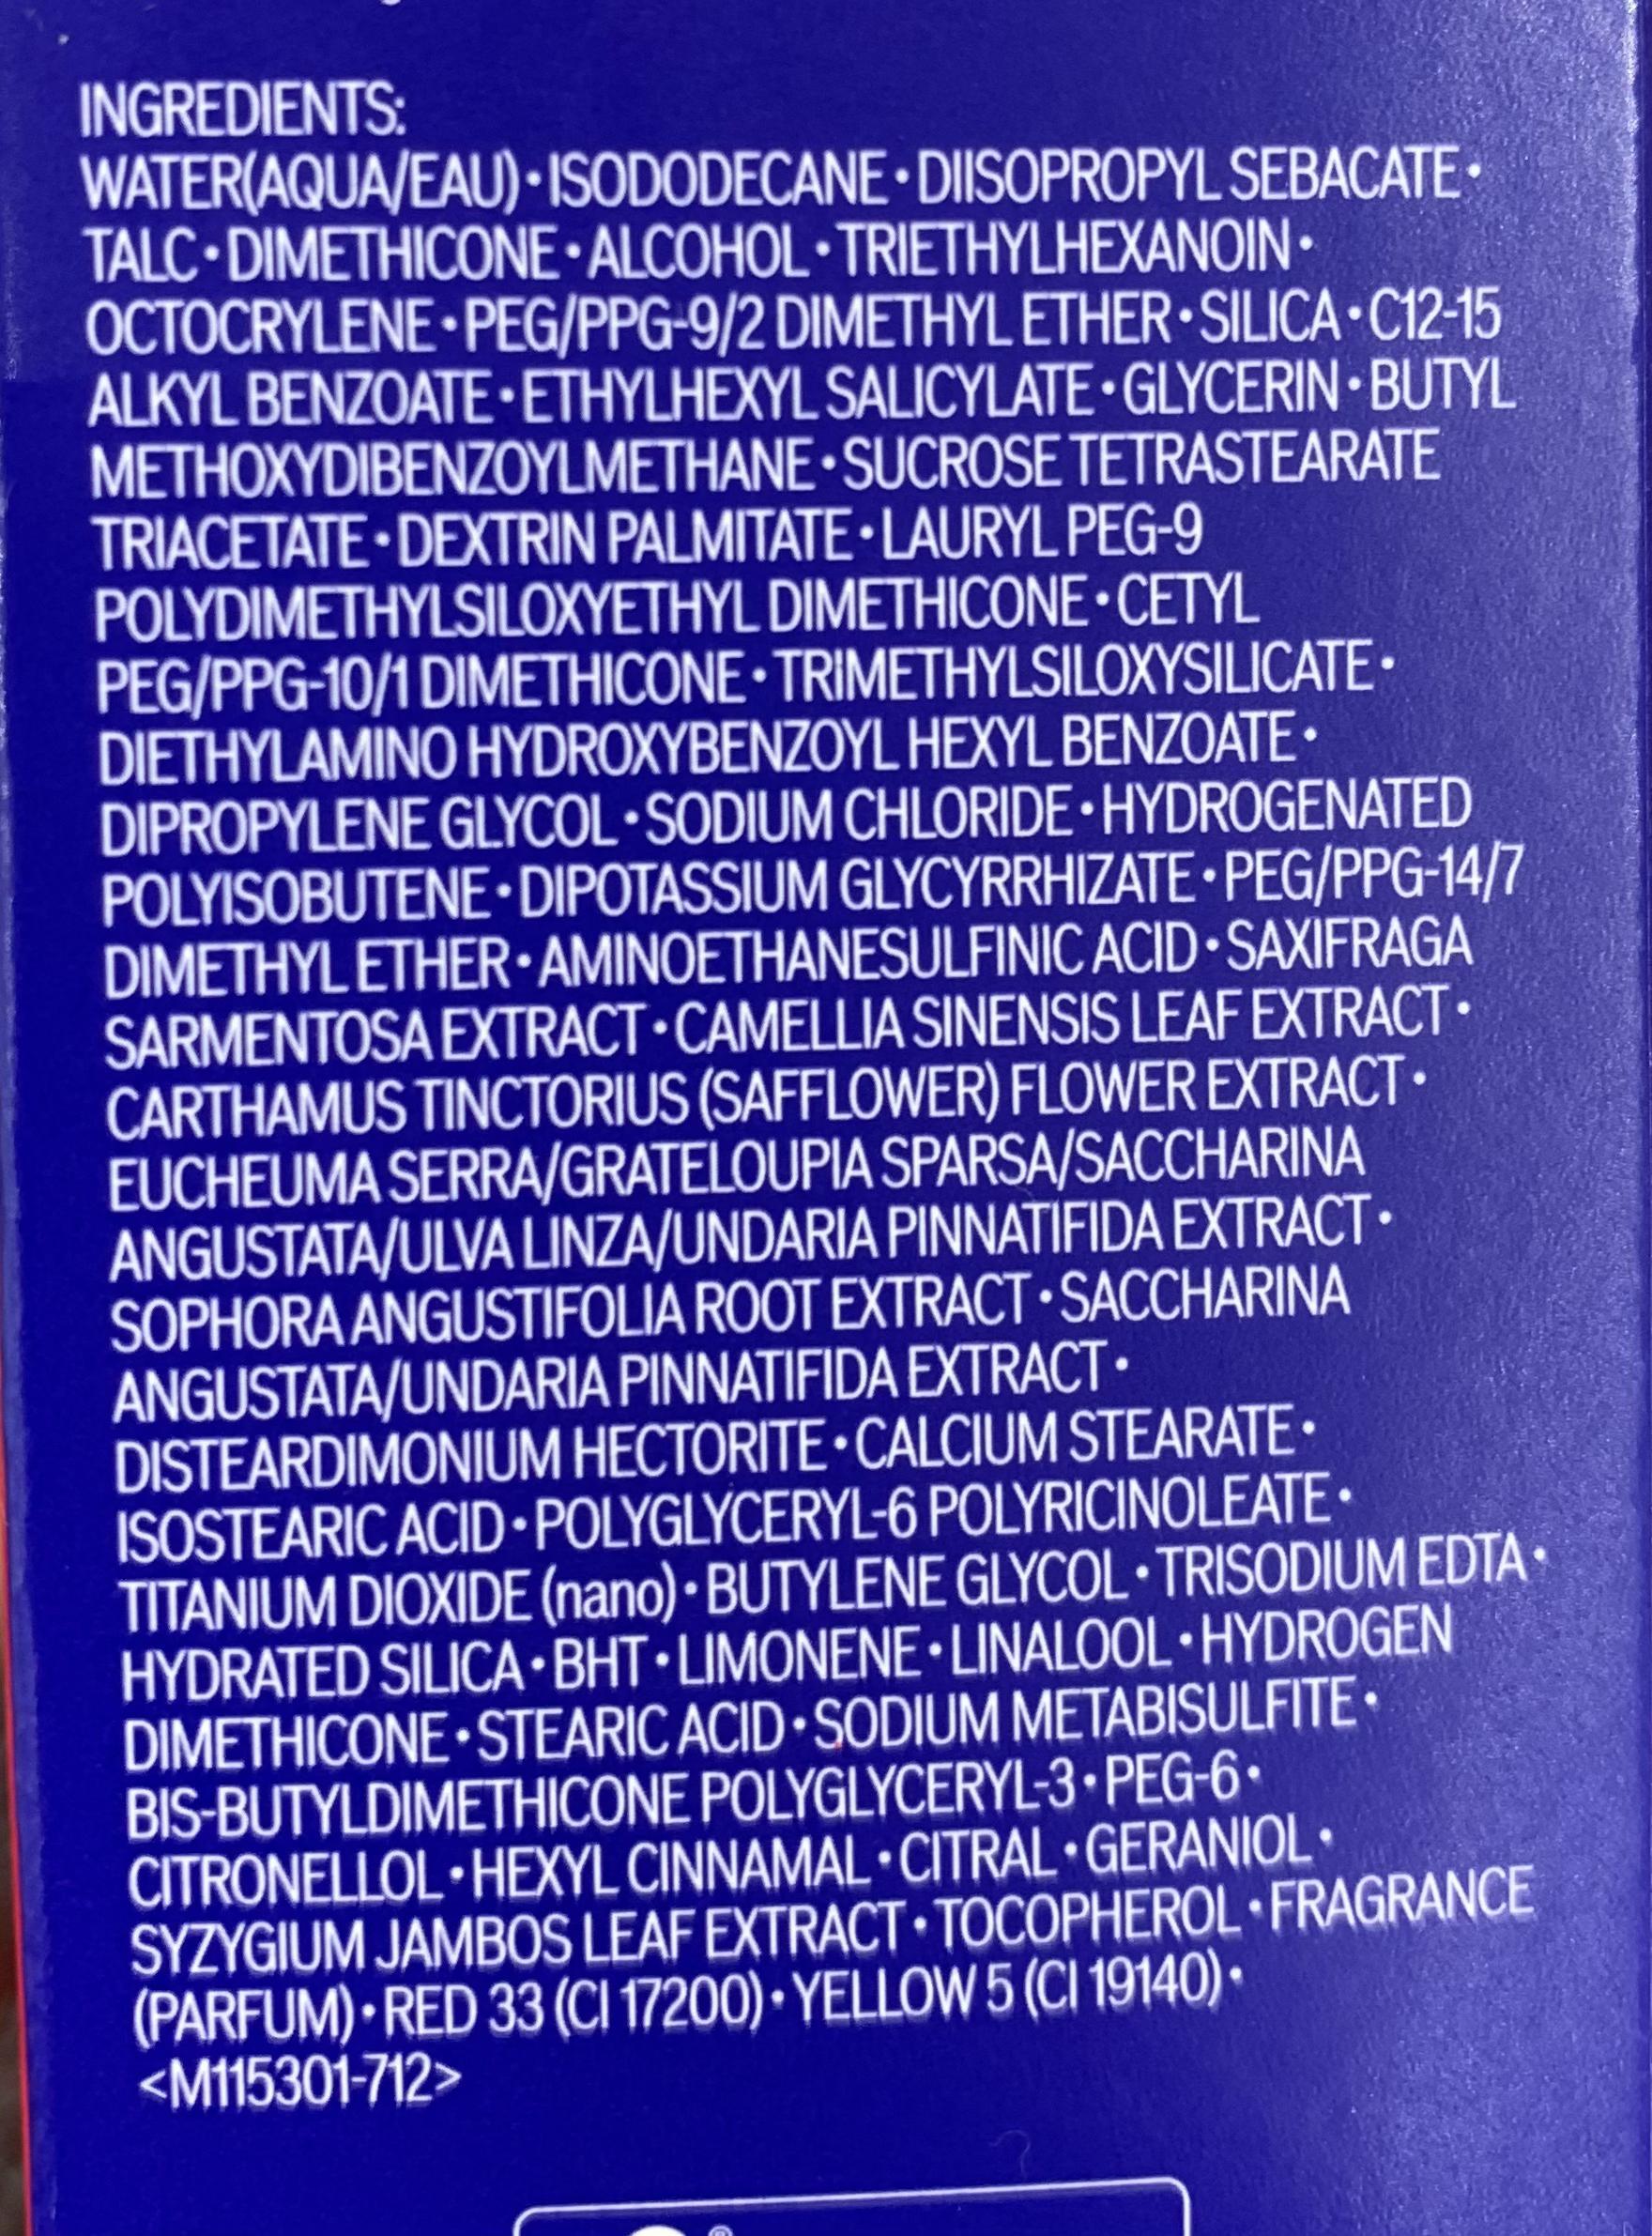 INGREDIENTS:
WATER(AQUA/EAU)・ISODODECANE・DIISOPROPYL SEBACATE・
TALC・DIMETHICONE・ALCOHOL・TRIETHYLHEXANOIN・
OCTOCRYLENE・PEG/PPG-9/2 DIMETHYL ETHER・SILICA・C12-15
ALKYL BENZOATE・ETHYLHEXYL SALICYLATE・GLYCERIN・BUTYL
METHOXYDIBENZOYLMETHANE・SUCROSE TETRASTEARATE
TRIACETATE・DEXTRIN PALMITATE・LAURYL PEG-9
POLYDIMETHYLSILOXYETHYL DIMETHICONE・CETYL
PEG/PPG-10/1 DIMETHICONE・TRIMETHYLSILOXYSILICATE・
DIETHYLAMINO HYDROXYBENZOYL HEXYL BENZOATE・
DIPROPYLENE GLYCOL・SODIUM CHLORIDE・HYDROGENATED
POLYISOBUTENE・DIPOTASSIUM GLYCYRRHIZATE・PEG/PPG-14/7
DIMETHYL ETHER・AMINOETHANESULFINIC ACID・SAXIFRAGA
SARMENTOSA EXTRACT・CAMELLIA SINENSIS LEAF EXTRACT・
CARTHAMUS TINCTORIUS (SAFFLOWER) FLOWER EXTRACT・
EUCHEUMA SERRA/GRATELOUPIA SPARSA/SACCHARINA
ANGUSTATA/ULVA LINZA/UNDARIA PINNATIFIDA EXTRACT・
SOPHORA ANGUSTIFOLIA ROOT EXTRACT・SACCHARINA
ANGUSTATA/UNDARIA PINNATIFIDA EXTRACT・
DISTEARDIMONIUM HECTORITE・CALCIUM STEARATE・
ISOSTEARIC ACID・POLYGLYCERYL-6 POLYRICINOLEATE・
TITANIUM DIOXIDE (nano)・BUTYLENE GLYCOL・TRISODIUM EDTA・
HYDRATED SILICA・BHT・LIMONENE・LINALOOL・HYDROGEN
DIMETHICONE・STEARIC ACID・SODIUM METABISULFITE・
BIS-BUTYLDIMETHICONE POLYGLYCERYL-3・PEG-6・
CITRONELLOL・HEXYL CINNAMAL・CITRAL・GERANIOL・
SYZYGIUM JAMBOS LEAF EXTRACT・TOCOPHEROL・FRAGRANCE
(PARFUM)・RED 33 (CI 17200)・YELLOW 5 (CI 19140)・
<M115301-712>
®